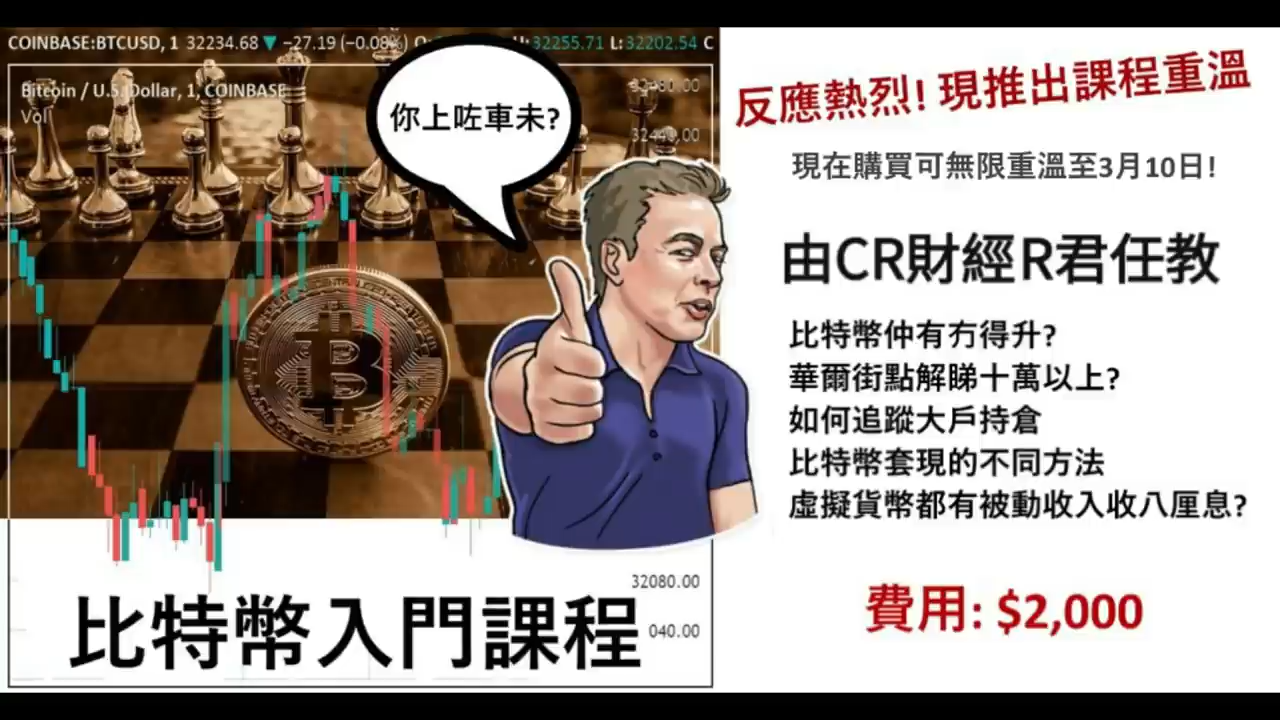 COINBASE:BTCUSD, 1 32234.68 ▼ −27.19 (−0.08%) O: H:32255.71 L:32202.54 C
Bitcoin / U.S. Dollar, 1, COINBASE
Vol
32480.00
32440.00
你上咗車未?
32080.00
040.00
比特幣入門課程
反應熱烈! 現推出課程重溫
現在購買可無限重溫至3月10日!
由CR財經R君任教
比特幣仲有冇得升?
華爾街點解睇十萬以上?
如何追蹤大戶持倉
比特幣套現的不同方法
虛擬貨幣都有被動收入收八厘息?
費用: $2,000